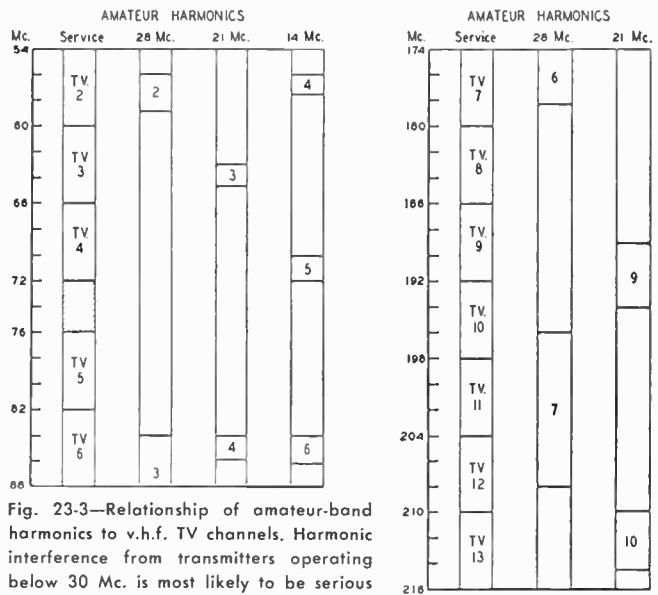 AMATEUR HARMONICS
Mc. Service 28 Mc. 21 Mc. 14 Mc.
54
TV. 2
2
4
60
TV 3
3
66
TV 4
5
72
76
TV 5
82
TV 6
3
4
6
88
Fig. 23-3—Relationship of amateur-band
harmonics to v.h.f. TV channels. Harmonic
interference from transmitters operating
below 30 Mc. is most likely to be serious
AMATEUR HARMONICS
Mc. Service 28 Mc. 21 Mc.
174
TV 7
6
180
TV. 8
186
TV. 9
9
192
TV. 10
198
TV. 11
7
204
TV 12
210
TV 13
10
216